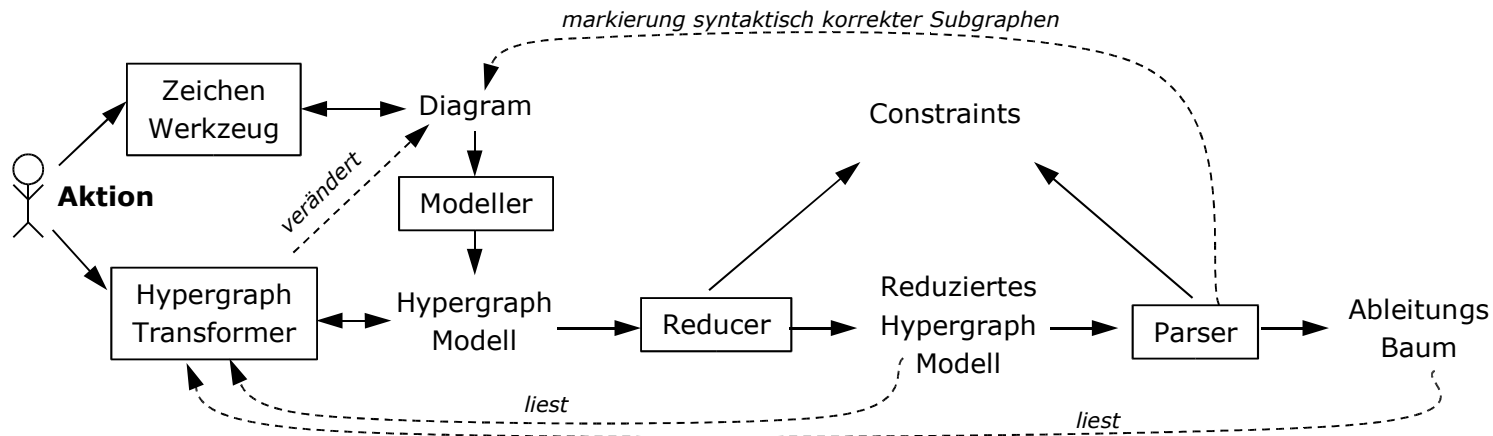 markierung syntaktisch korrekter Subgraphen
Zeichen
Werkzeug
Diagram
Constraints
Aktion
verändert
Modeller
Hypergraph
Transformer
Hypergraph
Modell
Reducer
Reduziertes
Hypergraph
Modell
Parser
Ableitungs
Baum
liest
liest